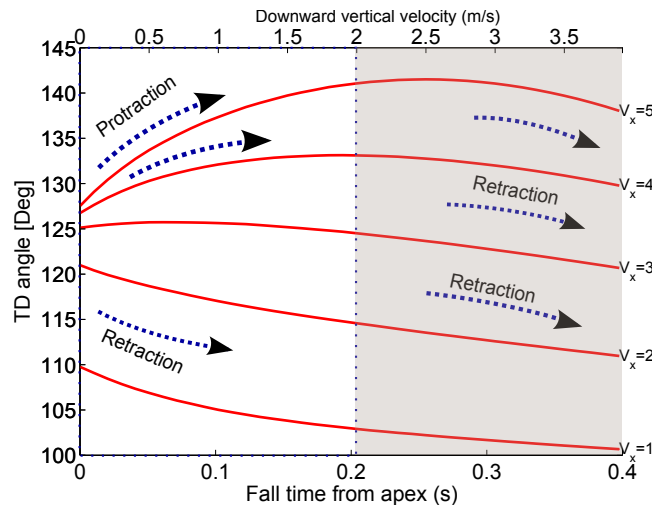 Downward vertical velocity (m/s)
0 0.5 1 1.5 2 2.5 3 3.5
145
140
135
130
125
120
115
110
105
100
TD angle [Deg]
Protraction
Retraction
Retraction
Retraction
V_x=5
V_x=4
V_x=3
V_x=2
V_x=1
0 0.1 0.2 0.3 0.4
Fall time from apex (s)